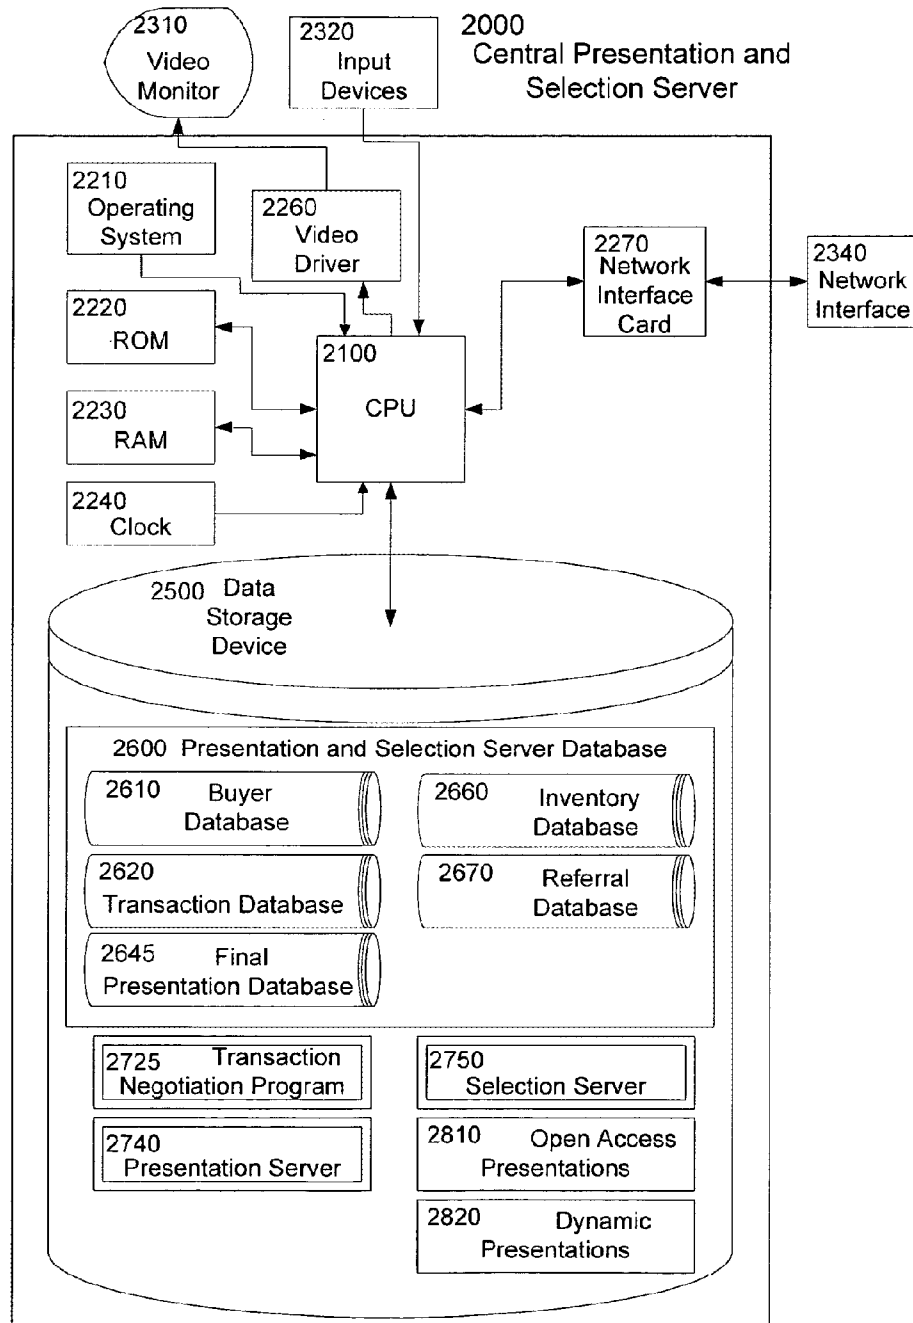 2310
Video
Monitor
2320
Input
Devices
2000
Central Presentation and
Selection Server
2210
Operating
System
2260
Video
Driver
2270
Network
Interface
Card
2340
Network
Interface
2220
ROM
2100
CPU
2230
RAM
2240
Clock
2500 Data
Storage
Device
2600 Presentation and Selection Server Database
2610 Buyer
Database
2660 Inventory
Database
2620
Transaction Database
2670 Referral
Database
2645 Final
Presentation Database
2725 Transaction
Negotiation Program
2750
Selection Server
2740
Presentation Server
2810 Open Access
Presentations
2820 Dynamic
Presentations